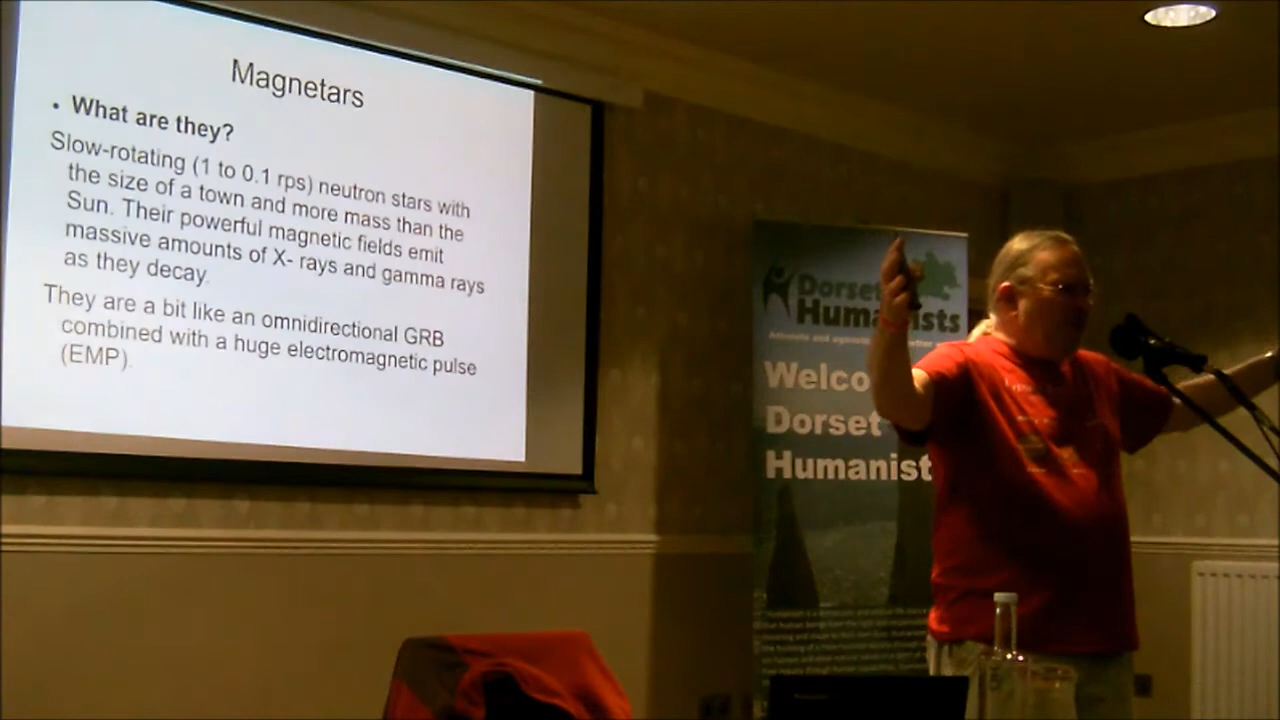 Magnetars
• What are they?
Slow-rotating (1 to 0.1 rps) neutron stars with
the size of a town and more mass than the
Sun. Their powerful magnetic fields emit
massive amounts of X- rays and gamma rays
as they decay.
They are a bit like an omnidirectional GRB
combined with a huge electromagnetic pulse
(EMP).
Dorset
Humanists
Welco
Dorset
Humanist